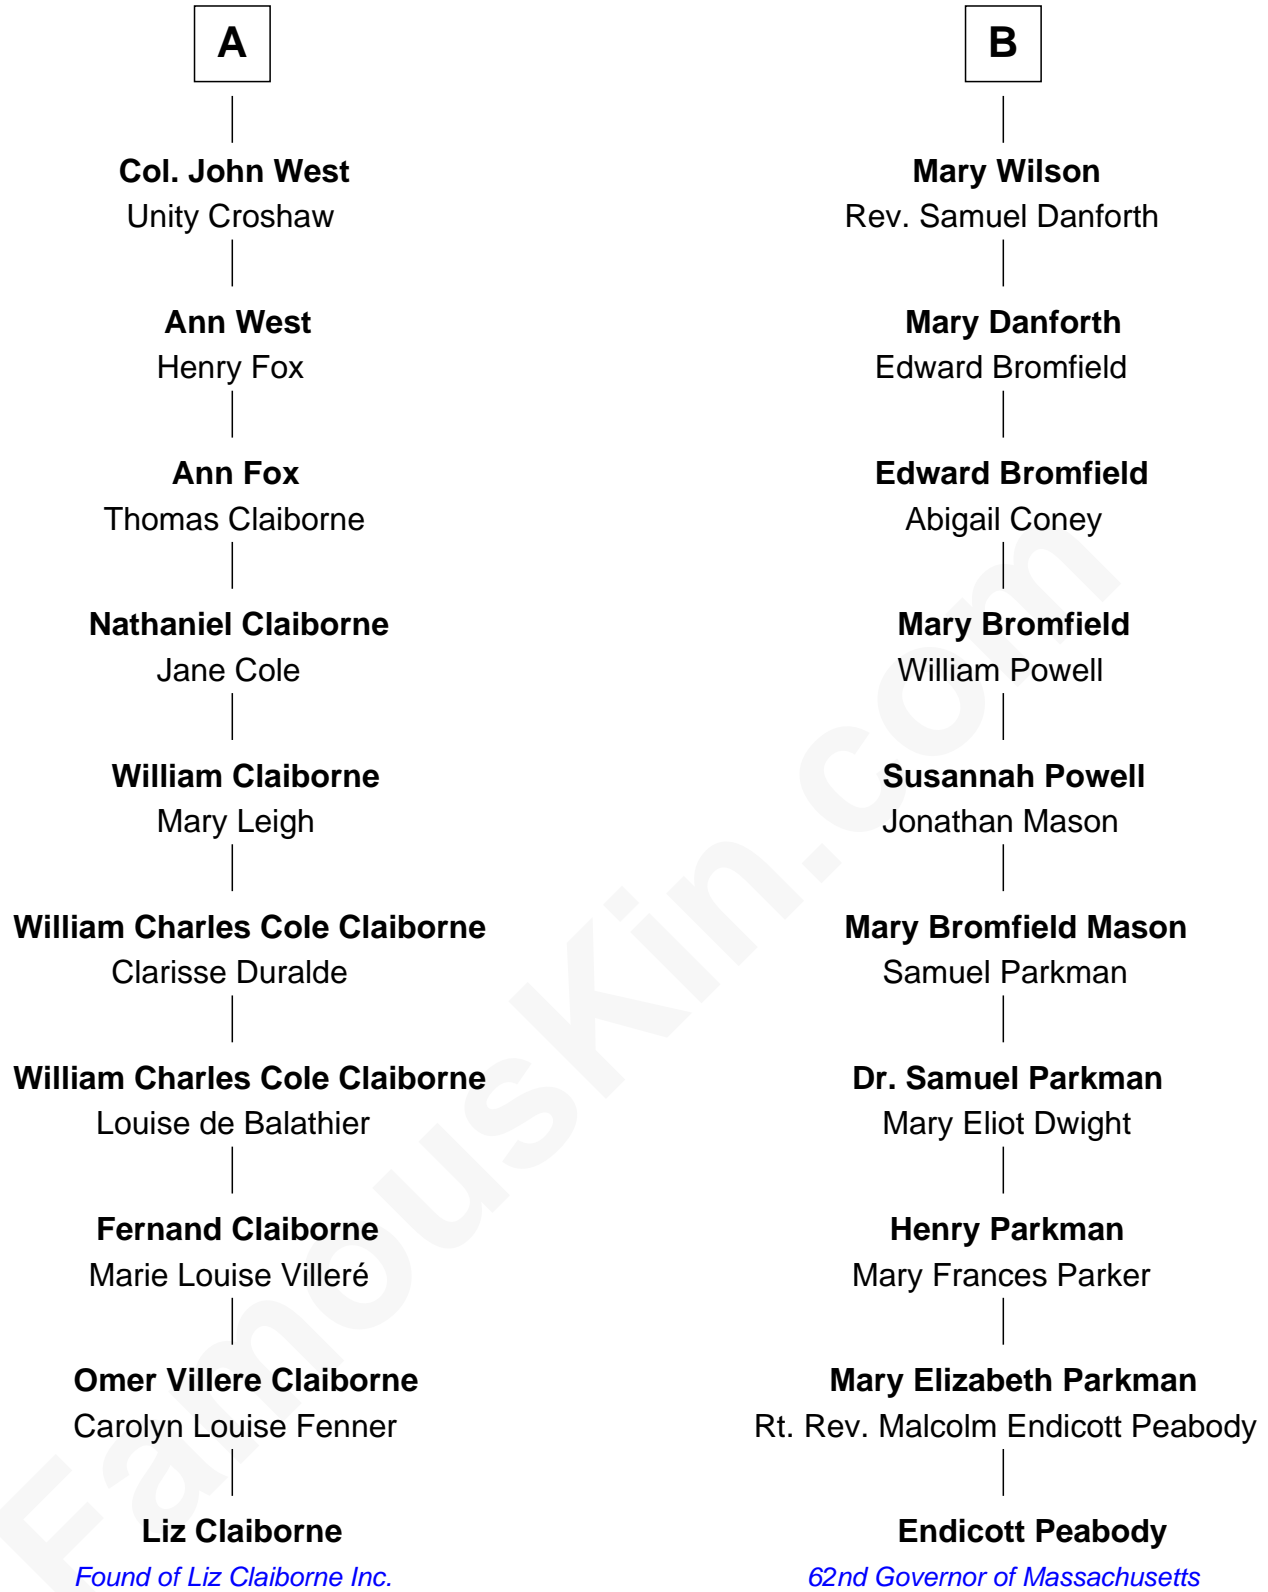 A
Col. John West
Unity Croshaw
Ann West
Henry Fox
Ann Fox
Thomas Claiborne
Nathaniel Claiborne
Jane Cole
William Claiborne
Mary Leigh
William Charles Cole Claiborne
Clarisse Duralde
William Charles Cole Claiborne
Louise de Balathier
Fernand Claiborne
Marie Louise Villeré
Omer Villere Claiborne
Carolyn Louise Fenner
Liz Claiborne
Found of Liz Claiborne Inc.
B
Mary Wilson
Rev. Samuel Danforth
Mary Danforth
Edward Bromfield
Edward Bromfield
Abigail Coney
Mary Bromfield
William Powell
Susannah Powell
Jonathan Mason
Mary Bromfield Mason
Samuel Parkman
Dr. Samuel Parkman
Mary Eliot Dwight
Henry Parkman
Mary Frances Parker
Mary Elizabeth Parkman
Rt. Rev. Malcolm Endicott Peabody
Endicott Peabody
62nd Governor of Massachusetts
FamousKin.com